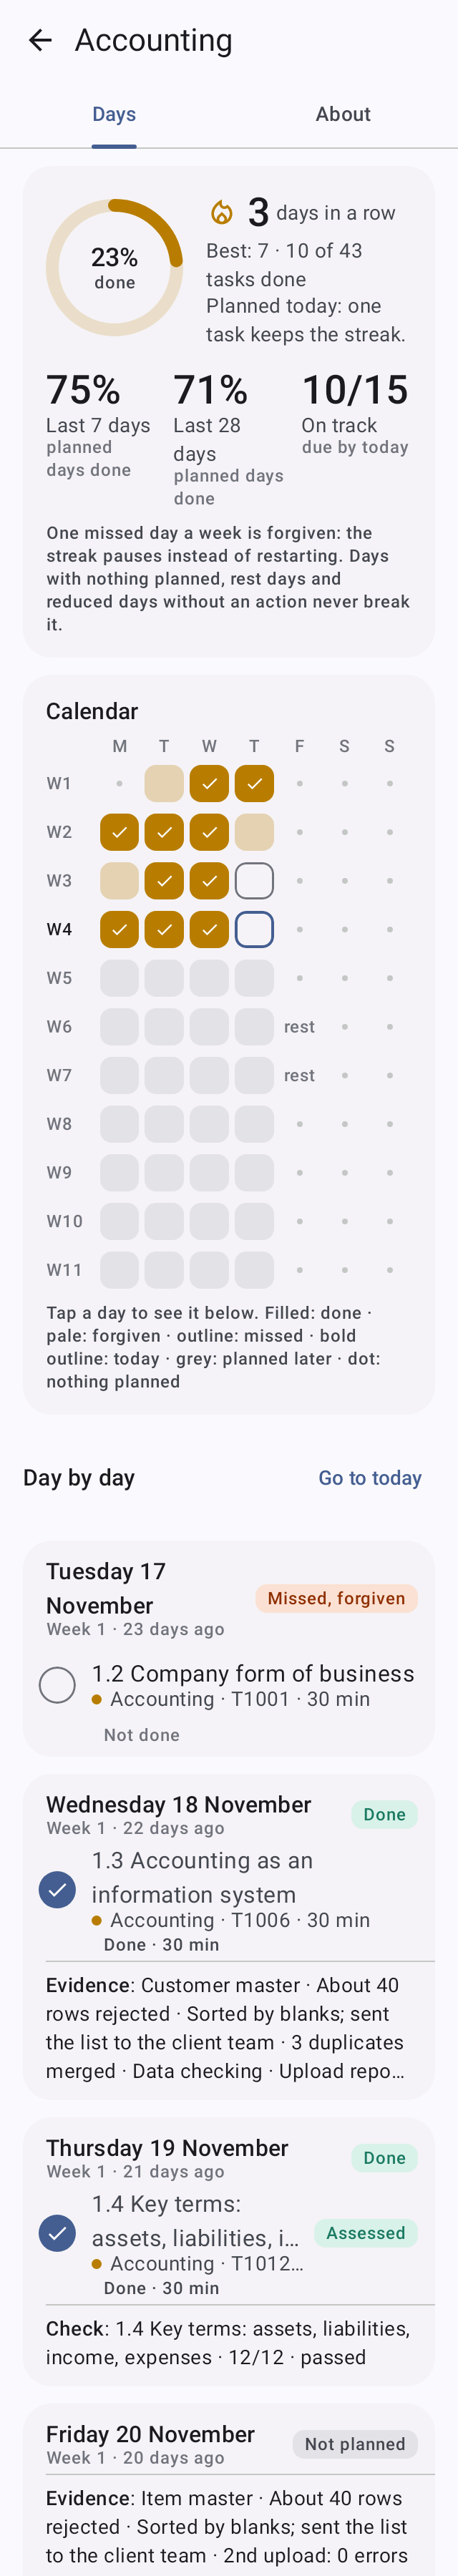 Accounting
Days
About
23%
done
3 days in a row
Best: 7 · 10 of 43
tasks done
Planned today: one
task keeps the streak.
75%
Last 7 days
planned
days done
71%
Last 28
days
planned days
done
10/15
On track
due by today
One missed day a week is forgiven: the
streak pauses instead of restarting. Days
with nothing planned, rest days and
reduced days without an action never break
it.
Calendar
M T W T F S S
W1
W2
W3
W4
W5
W6 rest
W7 rest
W8
W9
W10
W11
Tap a day to see it below. Filled: done ·
pale: forgiven · outline: missed · bold
outline: today · grey: planned later · dot:
nothing planned
Day by day
Go to today
Tuesday 17
November
Week 1 · 23 days ago
Missed, forgiven
1.2 Company form of business
Accounting · T1001 · 30 min
Not done
Wednesday 18 November
Week 1 · 22 days ago
Done
1.3 Accounting as an
information system
Accounting · T1006 · 30 min
Done · 30 min
Evidence: Customer master · About 40
rows rejected · Sorted by blanks; sent
the list to the client team · 3 duplicates
merged · Data checking · Upload repo…
Thursday 19 November
Week 1 · 21 days ago
Done
1.4 Key terms:
assets, liabilities, i…
Assessed
Accounting · T1012…
Done · 30 min
Check: 1.4 Key terms: assets, liabilities,
income, expenses · 12/12 · passed
Friday 20 November
Week 1 · 20 days ago
Not planned
Evidence: Item master · About 40 rows
rejected · Sorted by blanks; sent the list
to the client team · 2nd upload: 0 errors